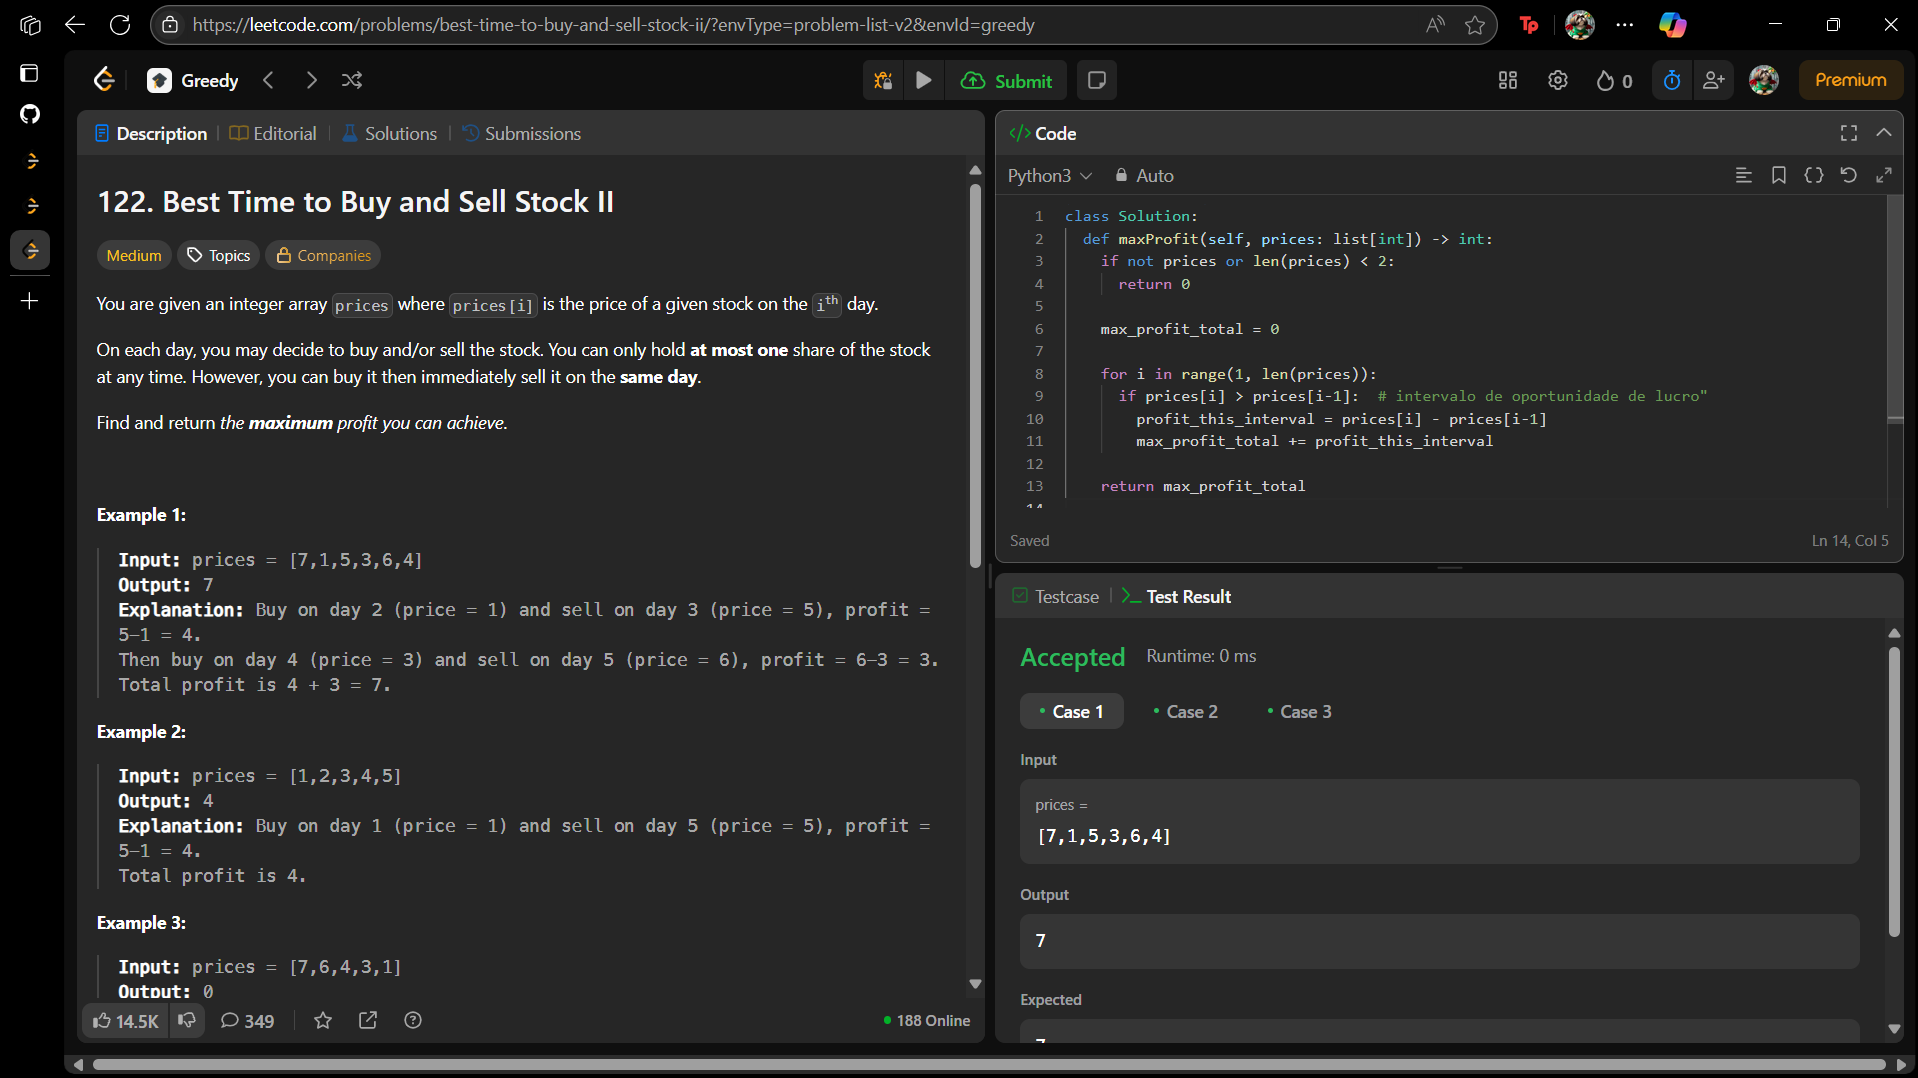 https://leetcode.com/problems/best-time-to-buy-and-sell-stock-ii/?envType=problem-list-v2&envId=greedy
Greedy
Submit
0
Premium
Description
Editorial
Solutions
Submissions
122. Best Time to Buy and Sell Stock II
Medium
Topics
Companies
You are given an integer array prices where prices[i] is the price of a given stock on the ith day.
On each day, you may decide to buy and/or sell the stock. You can only hold at most one share of the stock
at any time. However, you can buy it then immediately sell it on the same day.
Find and return the maximum profit you can achieve.
Example 1:
Input: prices = [7,1,5,3,6,4]
Output: 7
Explanation: Buy on day 2 (price = 1) and sell on day 3 (price = 5), profit =
5-1 = 4.
Then buy on day 4 (price = 3) and sell on day 5 (price = 6), profit = 6-3 = 3.
Total profit is 4 + 3 = 7.
Example 2:
Input: prices = [1,2,3,4,5]
Output: 4
Explanation: Buy on day 1 (price = 1) and sell on day 5 (price = 5), profit =
5-1 = 4.
Total profit is 4.
Example 3:
Input: prices = [7,6,4,3,1]
Output: 0
14.5K
349
188 Online
</> Code
Python3
Auto
1 class Solution:
2 def maxProfit(self, prices: list[int]) -> int:
3 if not prices or len(prices) < 2:
4 return 0
5
6 max_profit_total = 0
7
8 for i in range(1, len(prices)):
9 if prices[i] > prices[i-1]: # intervalo de oportunidade de lucro"
10 profit_this_interval = prices[i] - prices[i-1]
11 max_profit_total += profit_this_interval
12
13 return max_profit_total
14
Saved
Ln 14, Col 5
Testcase
Test Result
Accepted
Runtime: 0 ms
Case 1
Case 2
Case 3
Input
prices =
[7,1,5,3,6,4]
Output
7
Expected
7